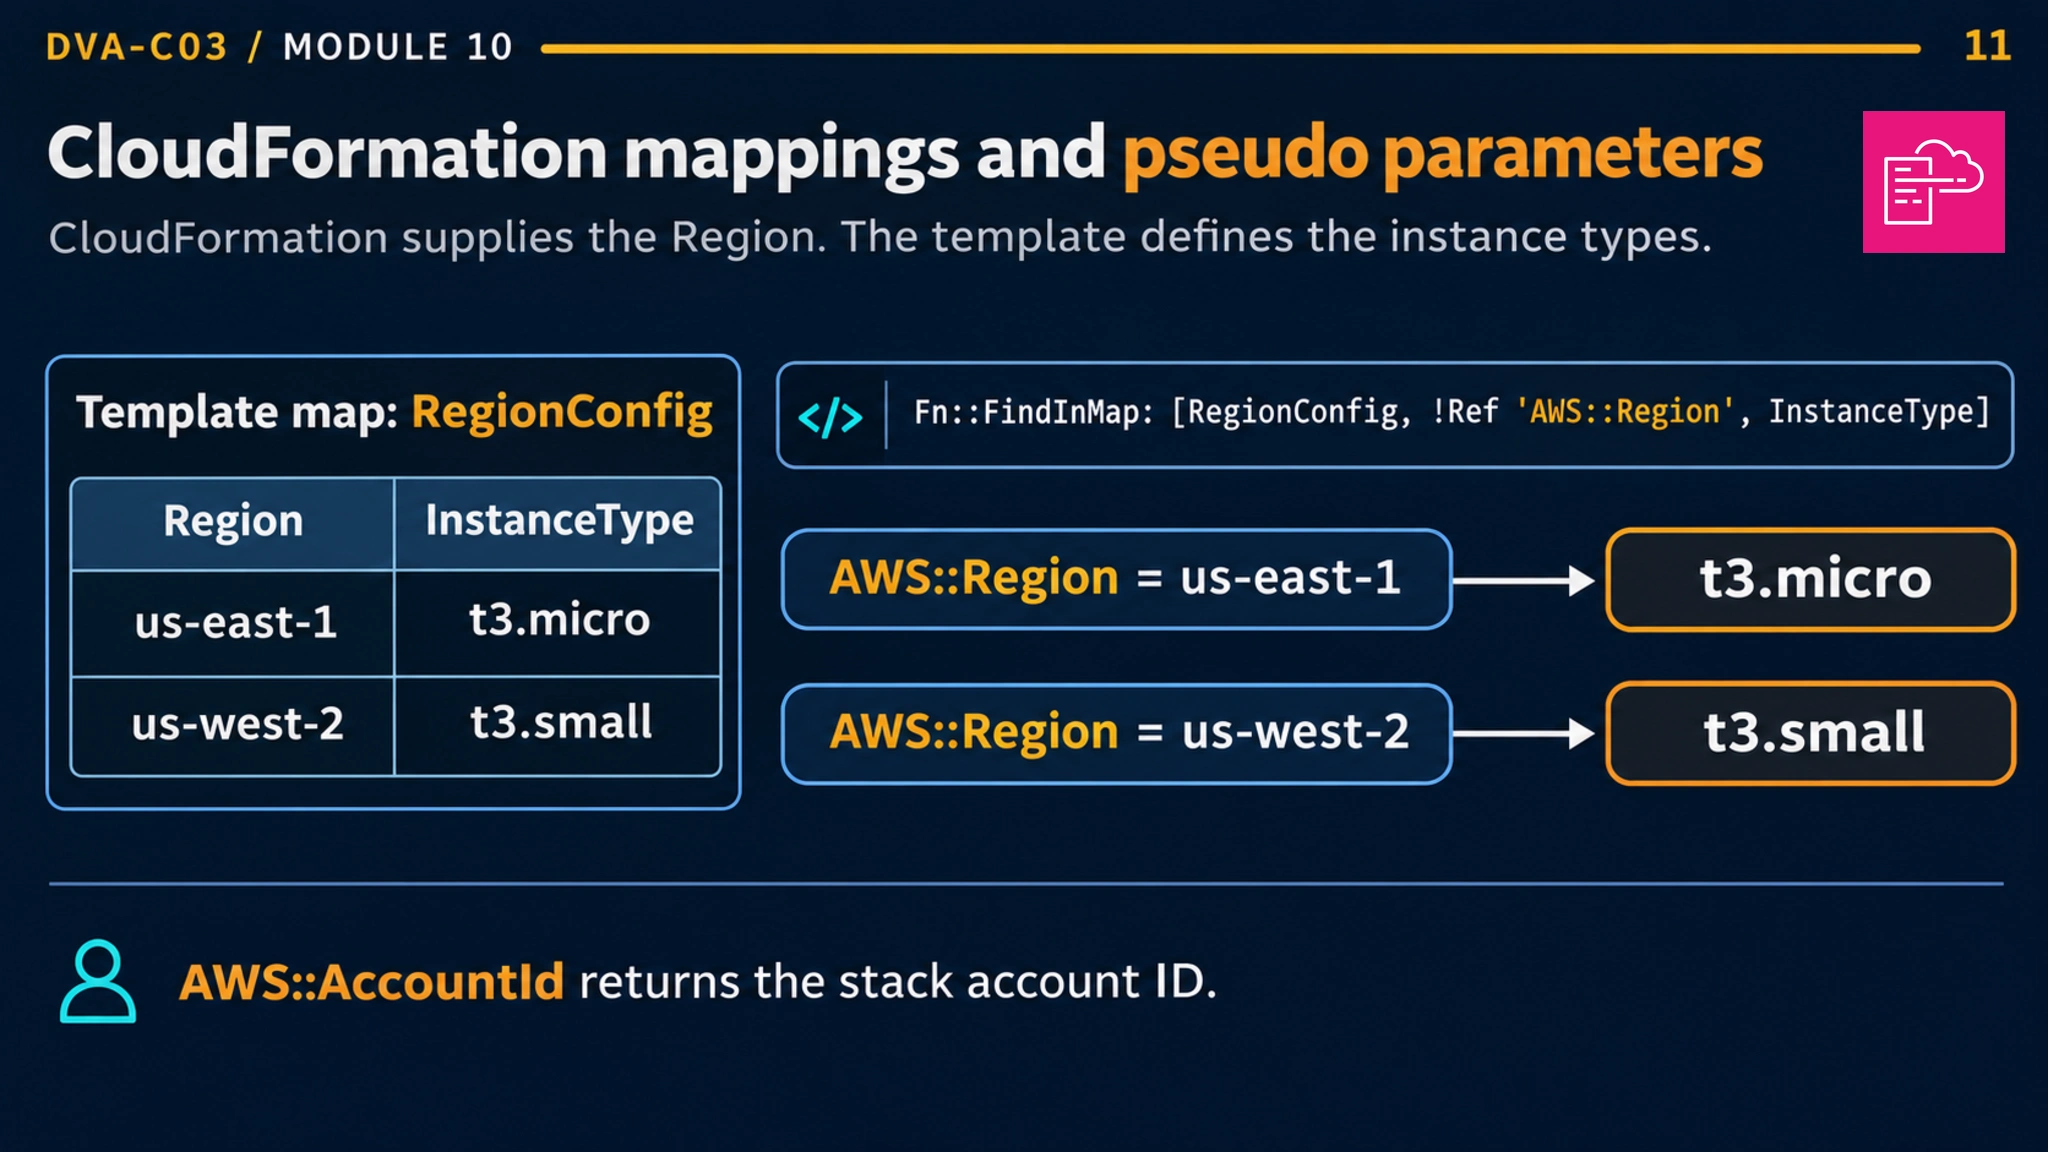 DVA-C03 / MODULE 10
11
CloudFormation mappings and pseudo parameters
CloudFormation supplies the Region. The template defines the instance types.
Template map: RegionConfig
Region InstanceType
us-east-1 t3.micro
us-west-2 t3.small
</> Fn::FindInMap: [RegionConfig, !Ref 'AWS::Region', InstanceType]
AWS::Region = us-east-1
t3.micro
AWS::Region = us-west-2
t3.small
AWS::AccountId returns the stack account ID.